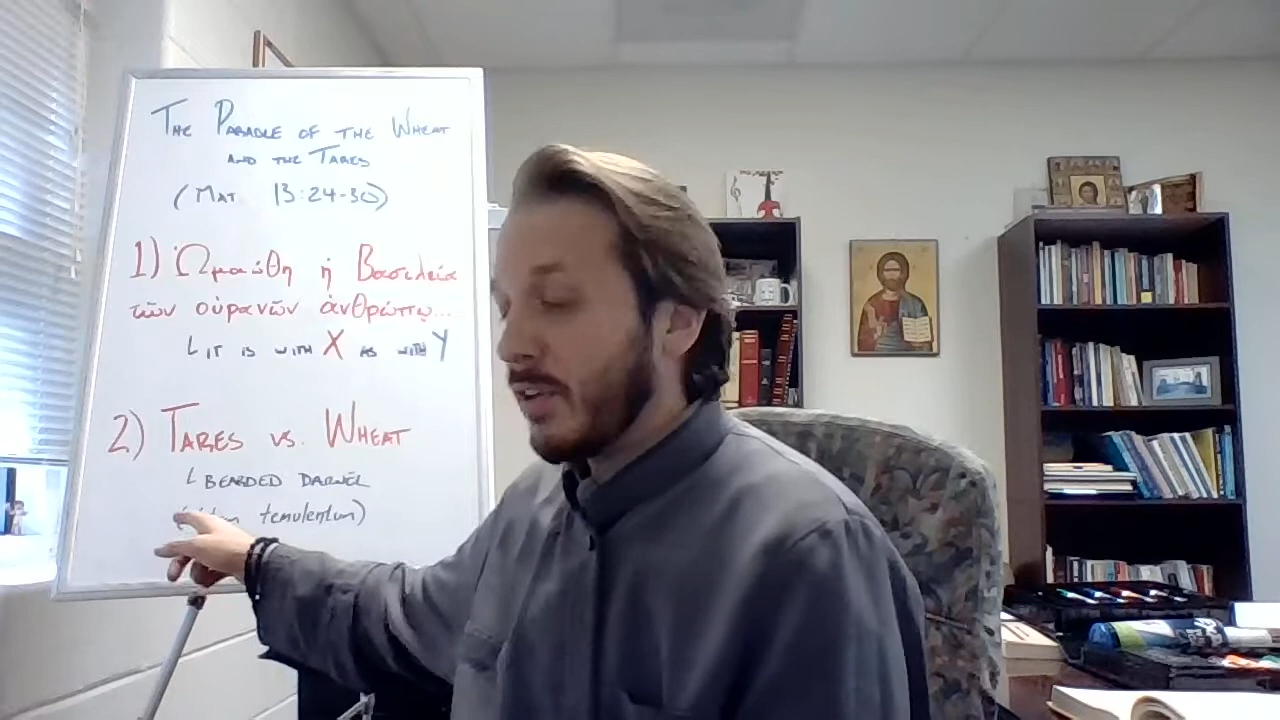 The Parable of the Wheat
and the Tares
(Mat 13:24-30)
1) Ὡμοιώθη ἡ Βασιλεία
τῶν οὐρανῶν ἀνθρώπῳ...
It is with X as with Y
2) Tares vs. Wheat
Bearded Darnel
temulentum)